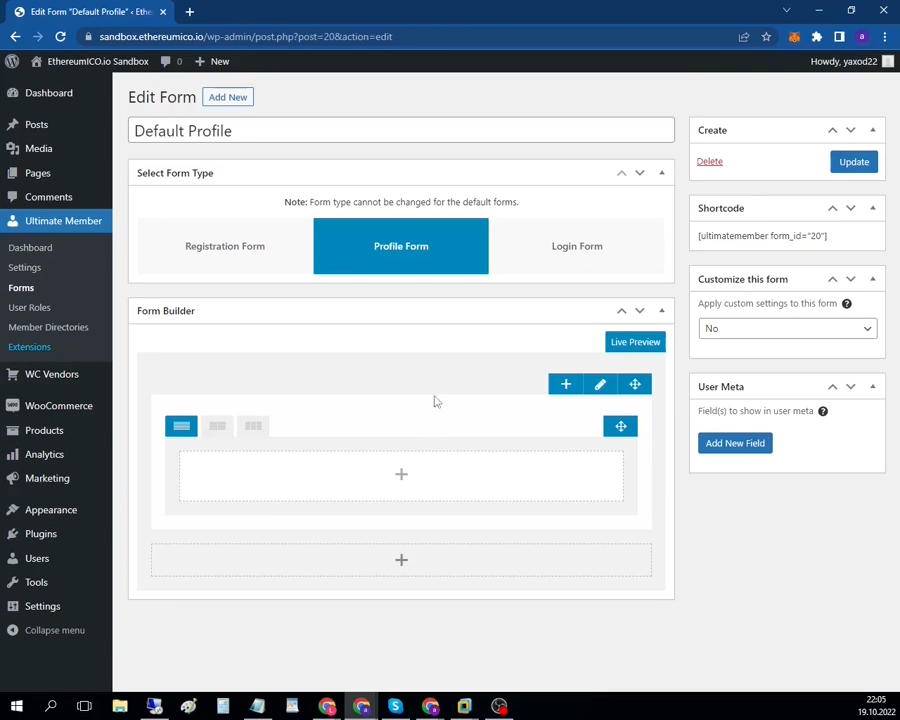 Edit Form "Default Profile" ‹ Ethe
sandbox.ethereumico.io/wp-admin/post.php?post=20&action=edit
EthereumICO.io Sandbox
0
New
Howdy, yaxod22
Dashboard
Posts
Media
Pages
Comments
Ultimate Member
Dashboard
Settings
Forms
User Roles
Member Directories
Extensions
WC Vendors
WooCommerce
Products
Analytics
Marketing
Appearance
Plugins
Users
Tools
Settings
Collapse menu
Edit Form
Add New
Default Profile
Select Form Type
Note: Form type cannot be changed for the default forms.
Registration Form
Profile Form
Login Form
Form Builder
Live Preview
Create
Delete
Update
Shortcode
[ultimatemember form_id="20"]
Customize this form
Apply custom settings to this form
No
User Meta
Field(s) to show in user meta
Add New Field
22:05
19.10.2022